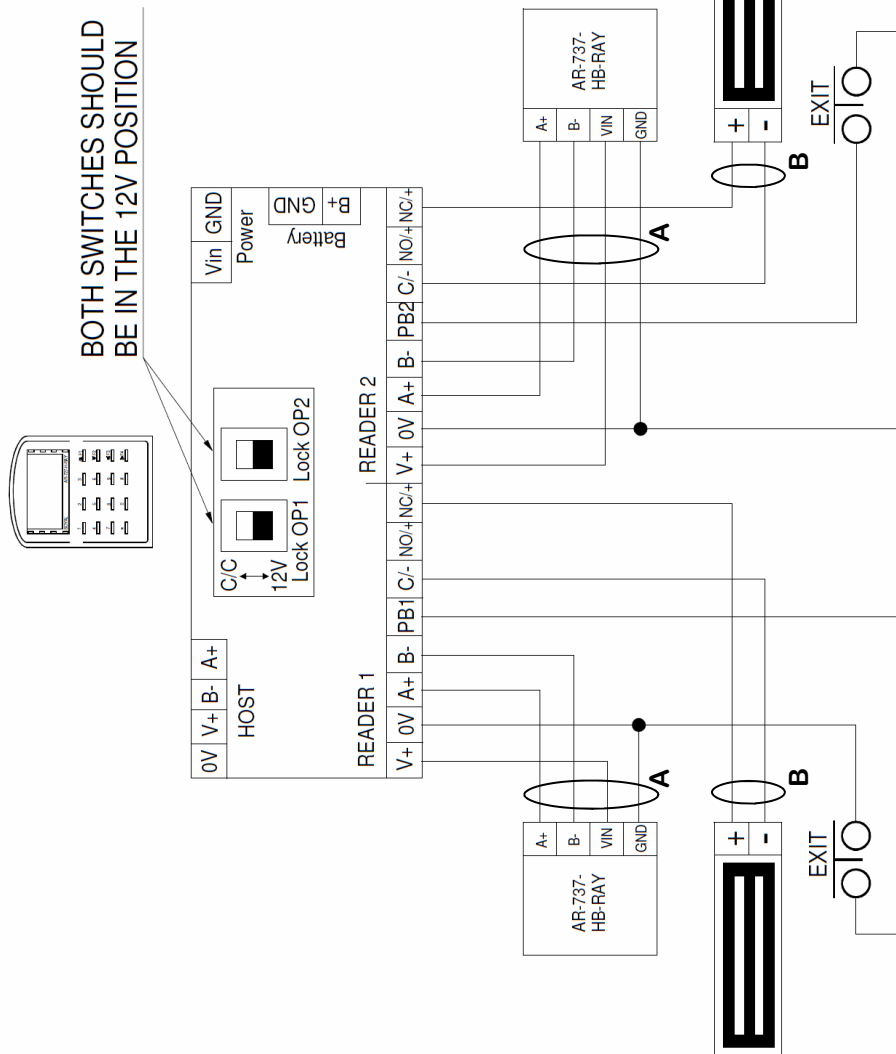 BOTH SWITCHES SHOULD
BE IN THE 12V POSITION
Vin GND
Power
Battery
GND B+
C/C
12V
Lock OP1
Lock OP2
0V V+ B- A+
HOST
READER 1
READER 2
V+ 0V A+ B- PB1 C/- NO/+ NC/+ V+ 0V A+ B- PB2 C/- NO/+ NC/+
AR-737-
HB-RAY
A+
B-
VIN
GND
A
+
-
B
EXIT
AR-737-
HB-RAY
A+
B-
VIN
GND
A
+
-
B
EXIT